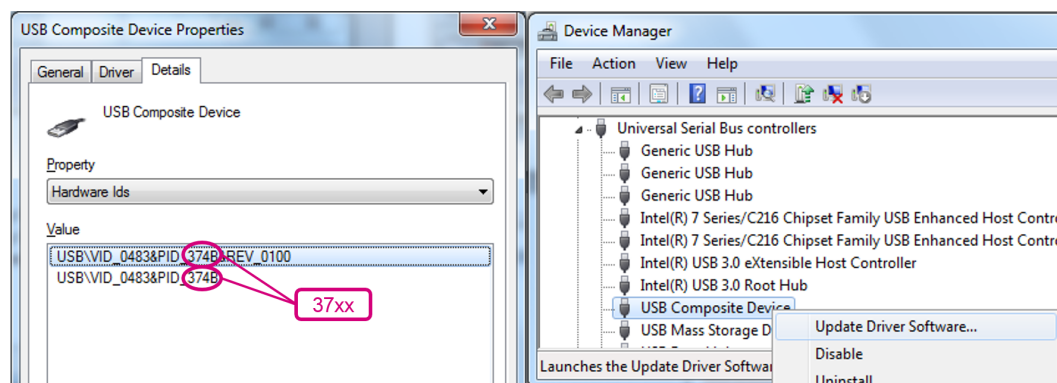 USB Composite Device Properties
General
Driver
Details
USB Composite Device
Property
Hardware Ids
Value
USB\VID_0483&PID_374B&REV_0100
USB\VID_0483&PID_374B
37xx
Device Manager
File Action View Help
Universal Serial Bus controllers
Generic USB Hub
Generic USB Hub
Generic USB Hub
Intel(R) 7 Series/C216 Chipset Family USB Enhanced Host Contr
Intel(R) 7 Series/C216 Chipset Family USB Enhanced Host Contr
Intel(R) USB 3.0 eXtensible Host Controller
Intel(R) USB 3.0 Root Hub
USB Composite Device
USB Mass Storage D
Launches the Update Driver Softwar
Update Driver Software...
Disable
Uninstall